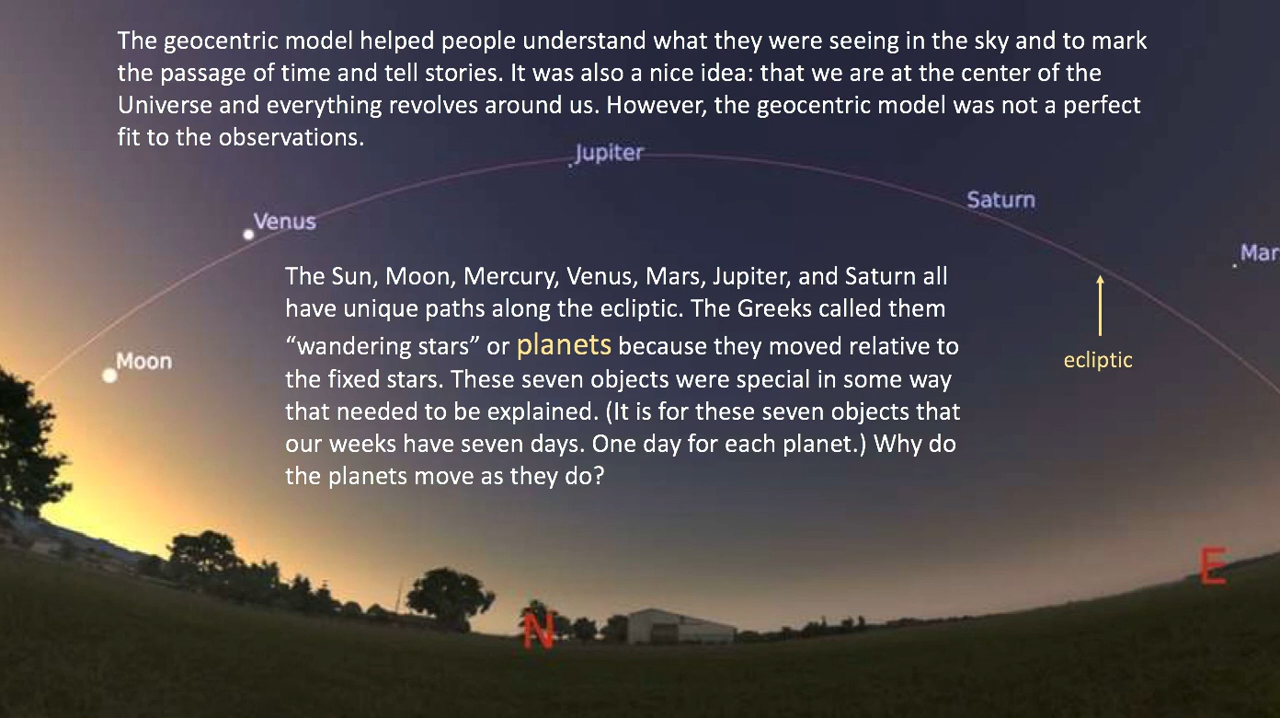 The geocentric model helped people understand what they were seeing in the sky and to mark
the passage of time and tell stories. It was also a nice idea: that we are at the center of the
Universe and everything revolves around us. However, the geocentric model was not a perfect
fit to the observations.
Jupiter
Saturn
Venus
Mar
The Sun, Moon, Mercury, Venus, Mars, Jupiter, and Saturn all
have unique paths along the ecliptic. The Greeks called them
“wandering stars” or planets because they moved relative to
the fixed stars. These seven objects were special in some way
that needed to be explained. (It is for these seven objects that
our weeks have seven days. One day for each planet.) Why do
the planets move as they do?
Moon
ecliptic
E
N